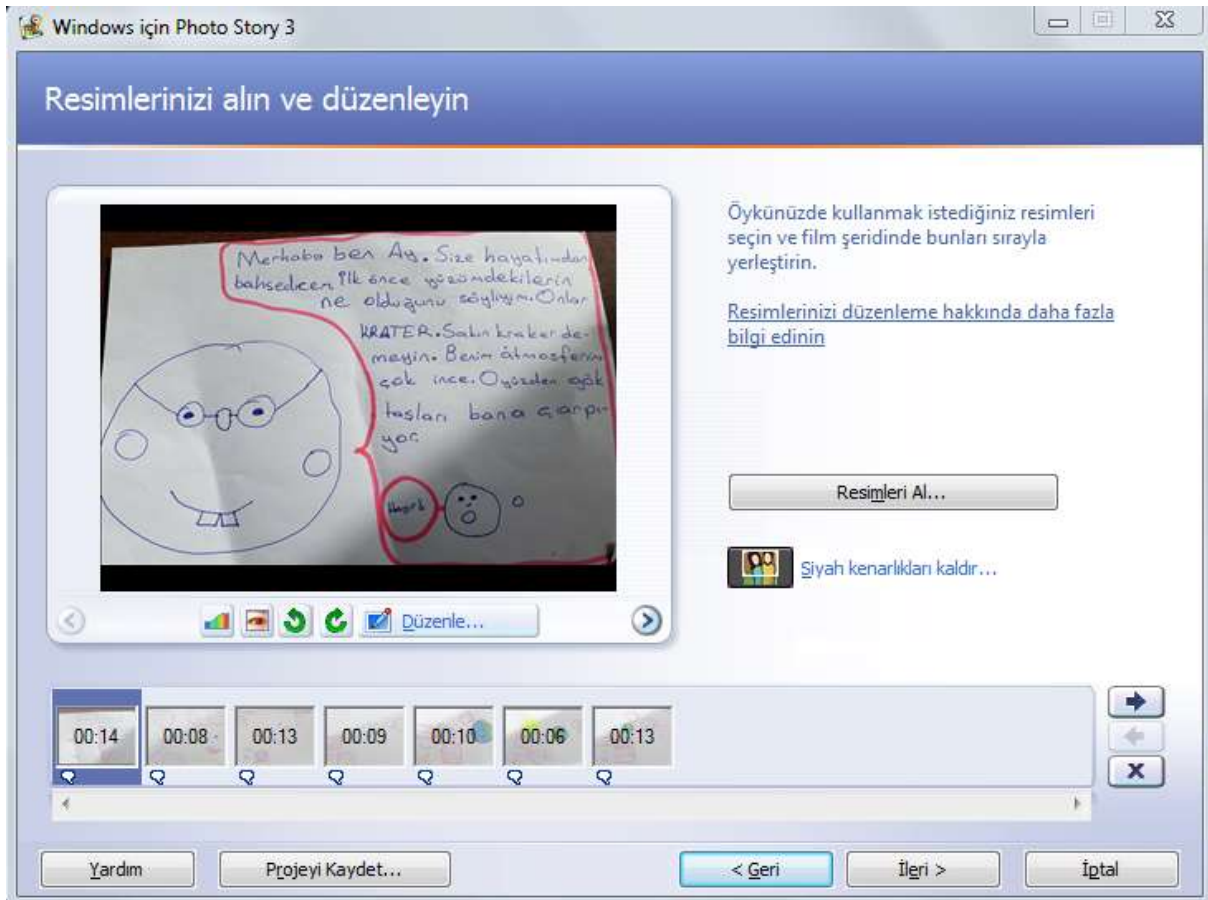 Windows için Photo Story 3
Resimlerinizi alın ve düzenleyin
Merhaba ben Ay. Size hayatımdan
bahsedicem. İlk önce yüzümdekilerin
ne olduğunu söyliyim. Onlar
KRATER. Sakın kraker de-
meyin. Benim atmosferim
çok ince. O yüzden gök
taşları bana çarpı-
yor
Öykünüzde kullanmak istediğiniz resimleri
seçin ve film şeridinde bunları sırayla
yerleştirin.
Resimlerinizi düzenleme hakkında daha fazla
bilgi edinin
Resimleri Al...
Siyah kenarlıkları kaldır...
Düzenle...
00:14 00:08 00:13 00:09 00:10 00:06 00:13
Yardım Projeyi Kaydet... < Geri İleri > İptal